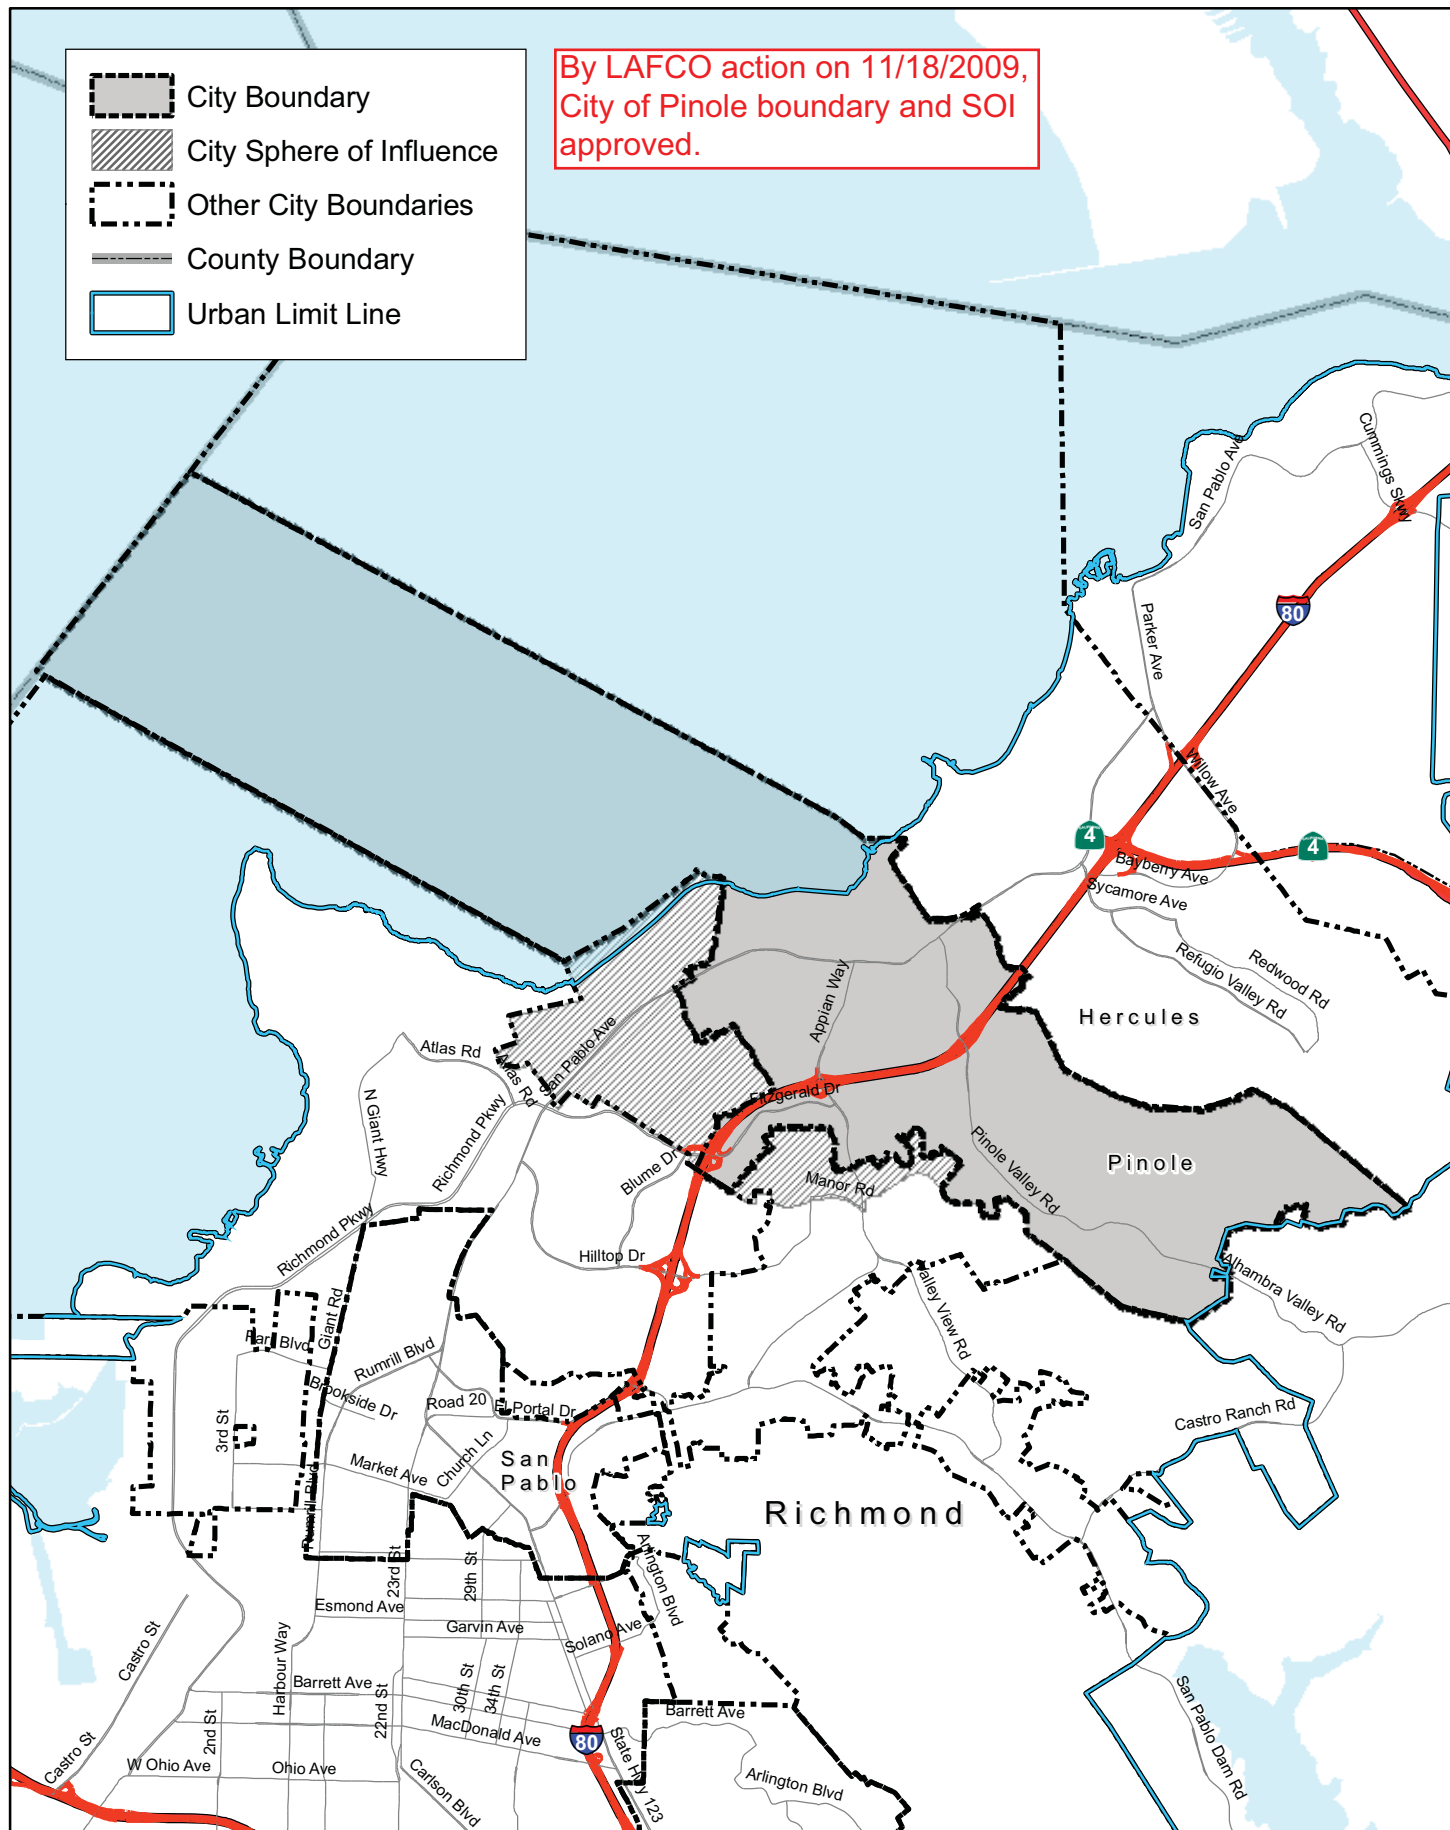 City Boundary
City Sphere of Influence
Other City Boundaries
County Boundary
Urban Limit Line
By LAFCO action on 11/18/2009,
City of Pinole boundary and SOI
approved.
San Pablo Ave
Cummings Skwy
80
Parker Ave
Willow Ave
4
4
Bayberry Ave
Sycamore Ave
Redwood Rd
Refugio Valley Rd
Hercules
Appian Way
San Pablo Ave
Atlas Rd
Atlas Rd
Fitzgerald Dr
N Giant Hwy
Richmond Pkwy
Pinole Valley Rd
Pinole
Blume Dr
Manor Rd
Richmond Pkwy
Hilltop Dr
Alhambra Valley Rd
Valley View Rd
Giant Rd
Parr Blvd
Rumrill Blvd
Brookside Dr
Road 20
El Portal Dr
3rd St
Church Ln
Castro Ranch Rd
Market Ave
San
Pablo
Rumrill Blvd
Richmond
23rd St
29th St
Arlington Blvd
Esmond Ave
Garvin Ave
Solano Ave
Castro St
Harbour Way
Barrett Ave
30th St
34th St
22nd St
2nd St
MacDonald Ave
Barrett Ave
80
State Hwy 123
San Pablo Dam Rd
Castro St
W Ohio Ave
Ohio Ave
Carlson Blvd
Arlington Blvd